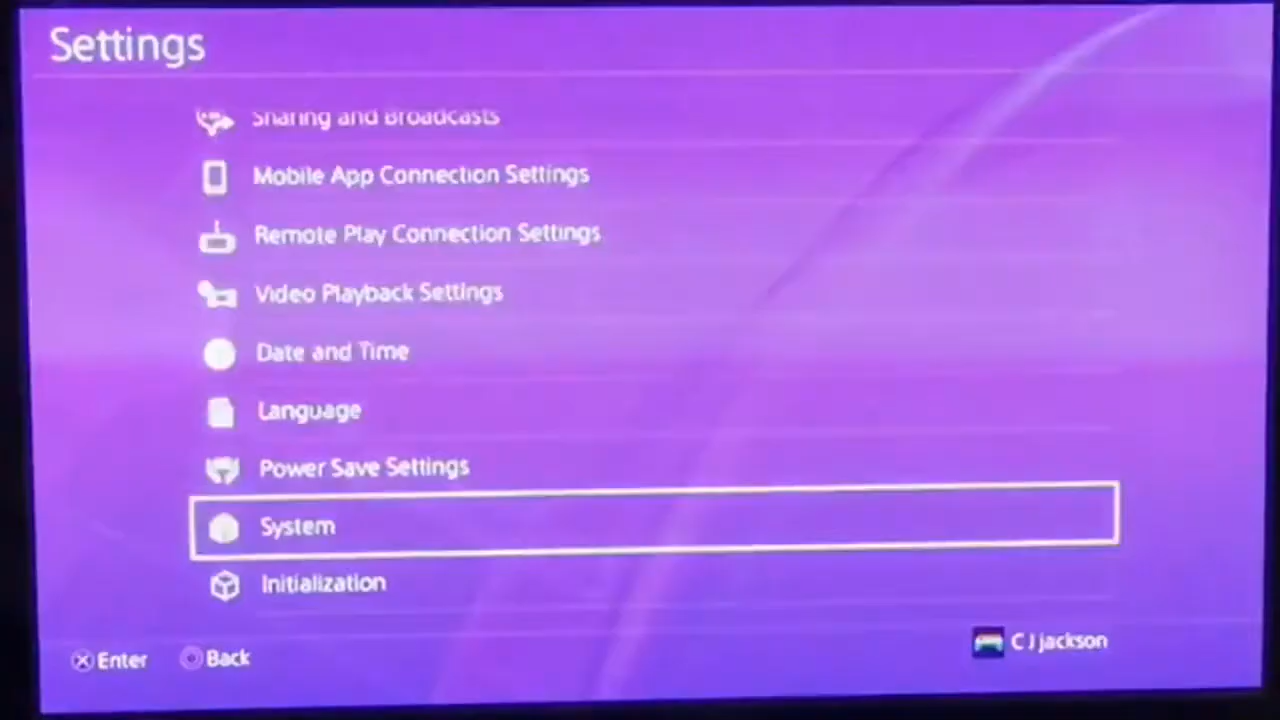 Settings
Sharing and Broadcasts
Mobile App Connection Settings
Remote Play Connection Settings
Video Playback Settings
Date and Time
Language
Power Save Settings
System
Initialization
Enter
Back
C J jackson